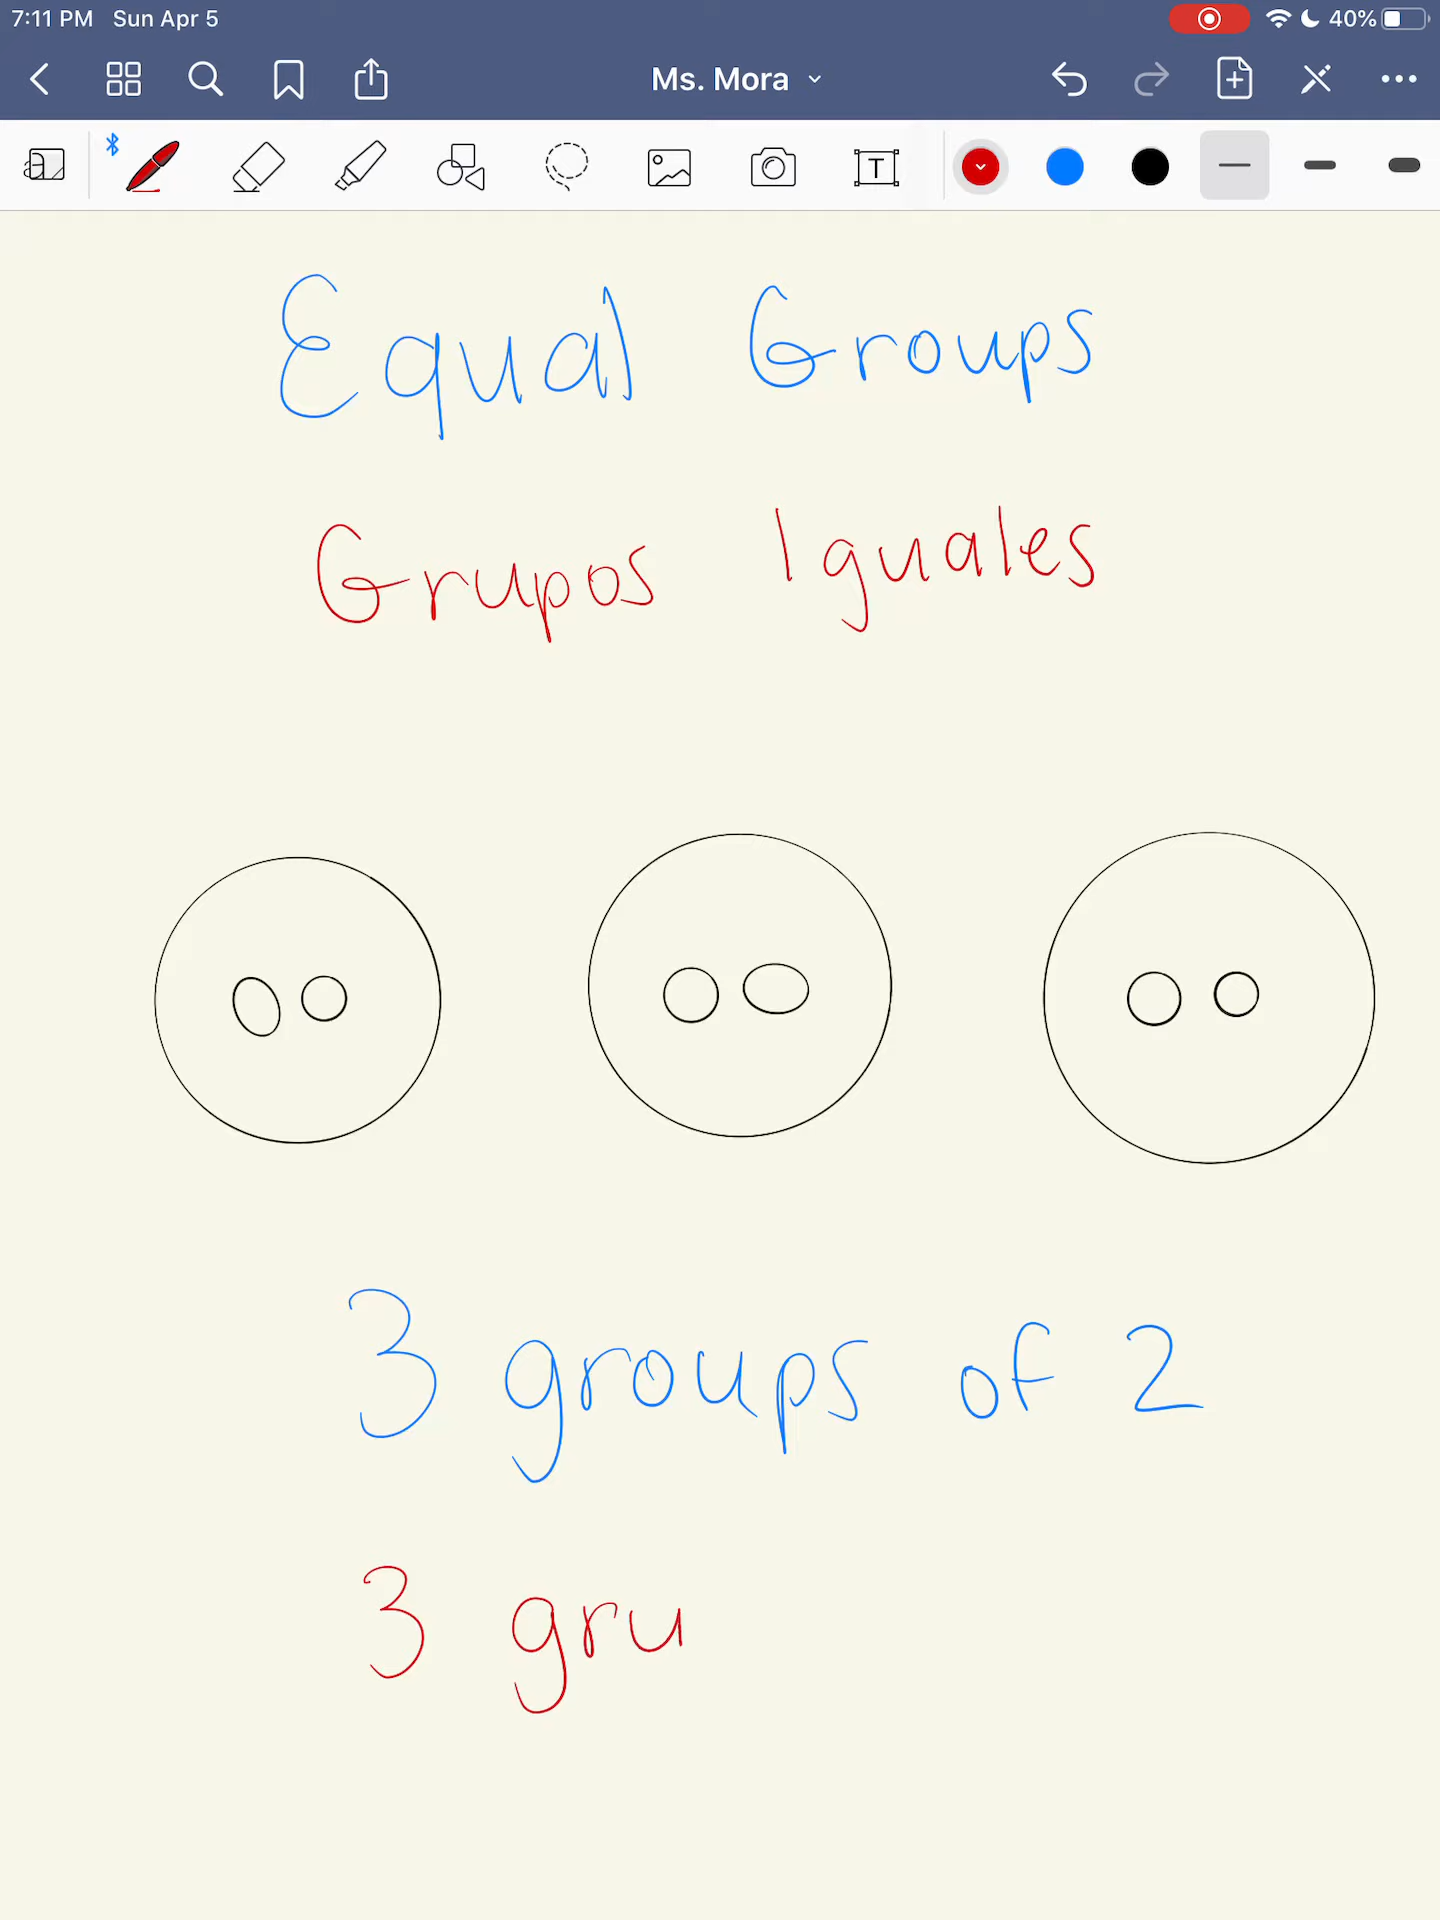 7:11 PM Sun Apr 5 40%
Ms. Mora
T
Equal Groups
Grupos Iguales
3 groups of 2
3 gru